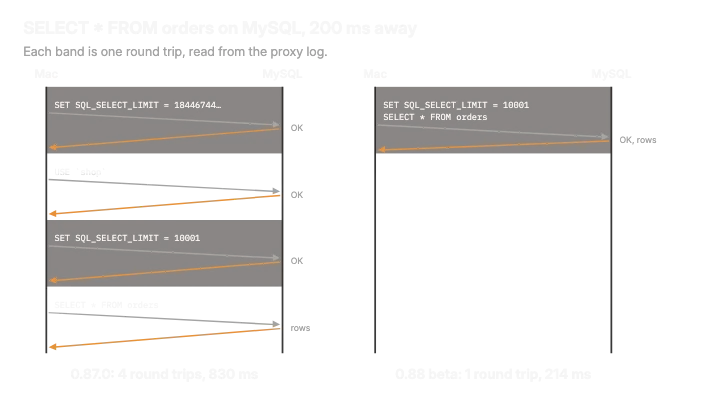 SELECT * FROM orders on MySQL, 200 ms away
Each band is one round trip, read from the proxy log.
Mac
MySQL
SET SQL_SELECT_LIMIT = 18446744…
OK
USE `shop`
OK
SET SQL_SELECT_LIMIT = 10001
OK
SELECT * FROM orders
rows
0.87.0: 4 round trips, 830 ms
Mac
MySQL
SET SQL_SELECT_LIMIT = 10001
SELECT * FROM orders
OK, rows
0.88 beta: 1 round trip, 214 ms